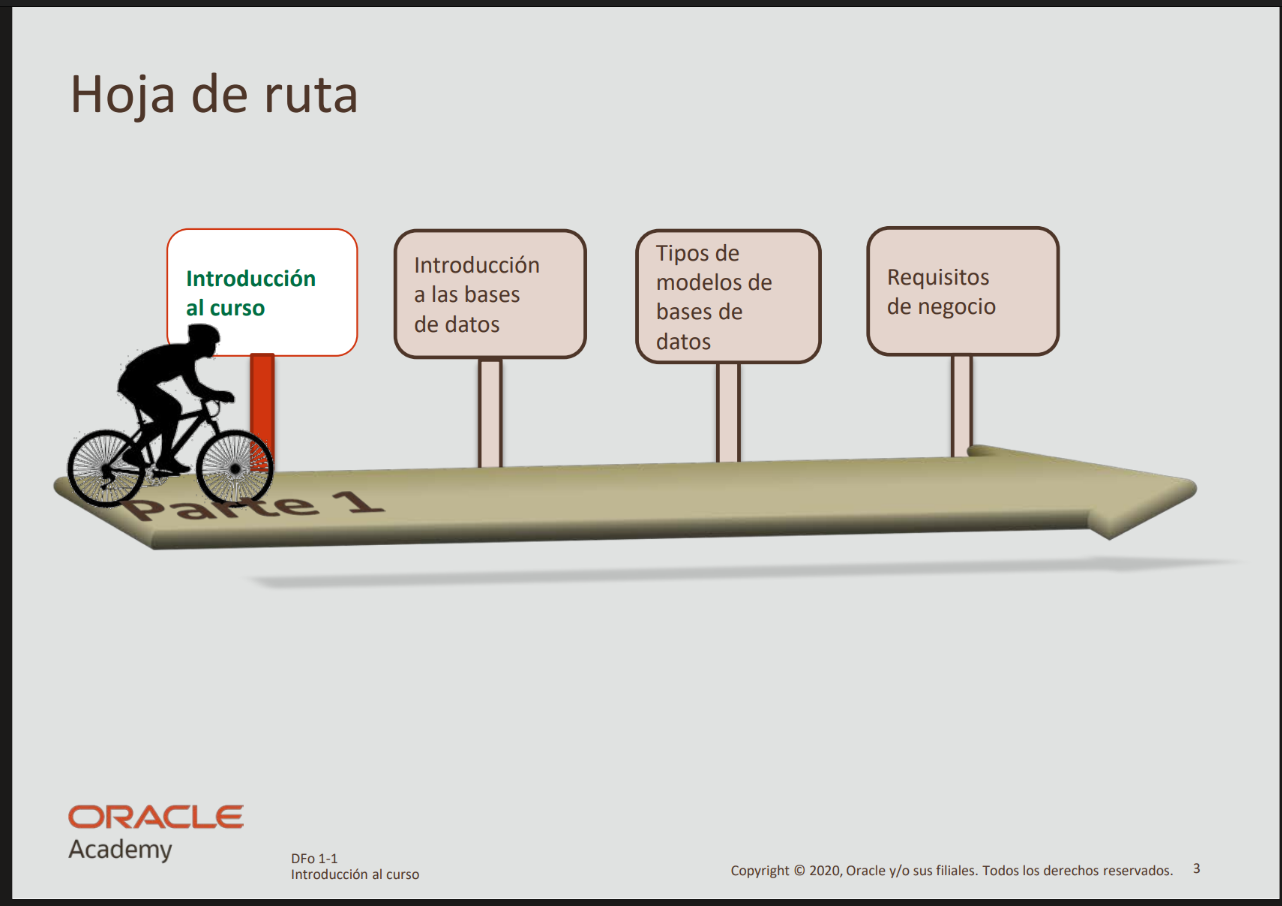 Hoja de ruta
Introducción
al curso
Introducción
a las bases
de datos
Tipos de
modelos de
bases de
datos
Requisitos
de negocio
Parte 1
ORACLE
Academy
DFo 1-1
Introducción al curso
Copyright © 2020, Oracle y/o sus filiales. Todos los derechos reservados.
3